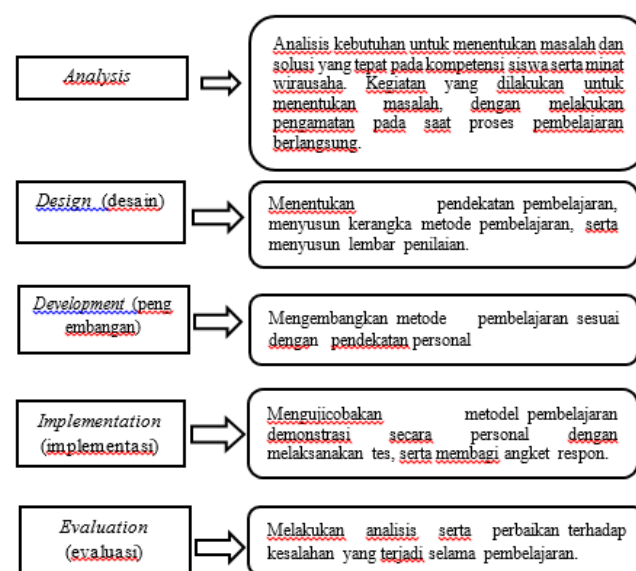 Analysis
Analisis kebutuhan untuk menentukan masalah dan
solusi yang tepat pada kompetensi siswa serta minat
wirausaha. Kegiatan yang dilakukan untuk
menentukan masalah, dengan melakukan
pengamatan pada saat proses pembelajaran
berlangsung.
Design (desain)
Menentukan pendekatan pembelajaran,
menyusun kerangka metode pembelajaran, serta
menyusun lembar penilaian.
Development (peng
embangan)
Mengembangkan metode pembelajaran sesuai
dengan pendekatan personal
Implementation
(implementasi)
Mengujicobakan metodel pembelajaran
demonstrasi secara personal dengan
melaksanakan tes, serta membagi angket respon.
Evaluation
(evaluasi)
Melakukan analisis serta perbaikan terhadap
kesalahan yang terjadi selama pembelajaran.